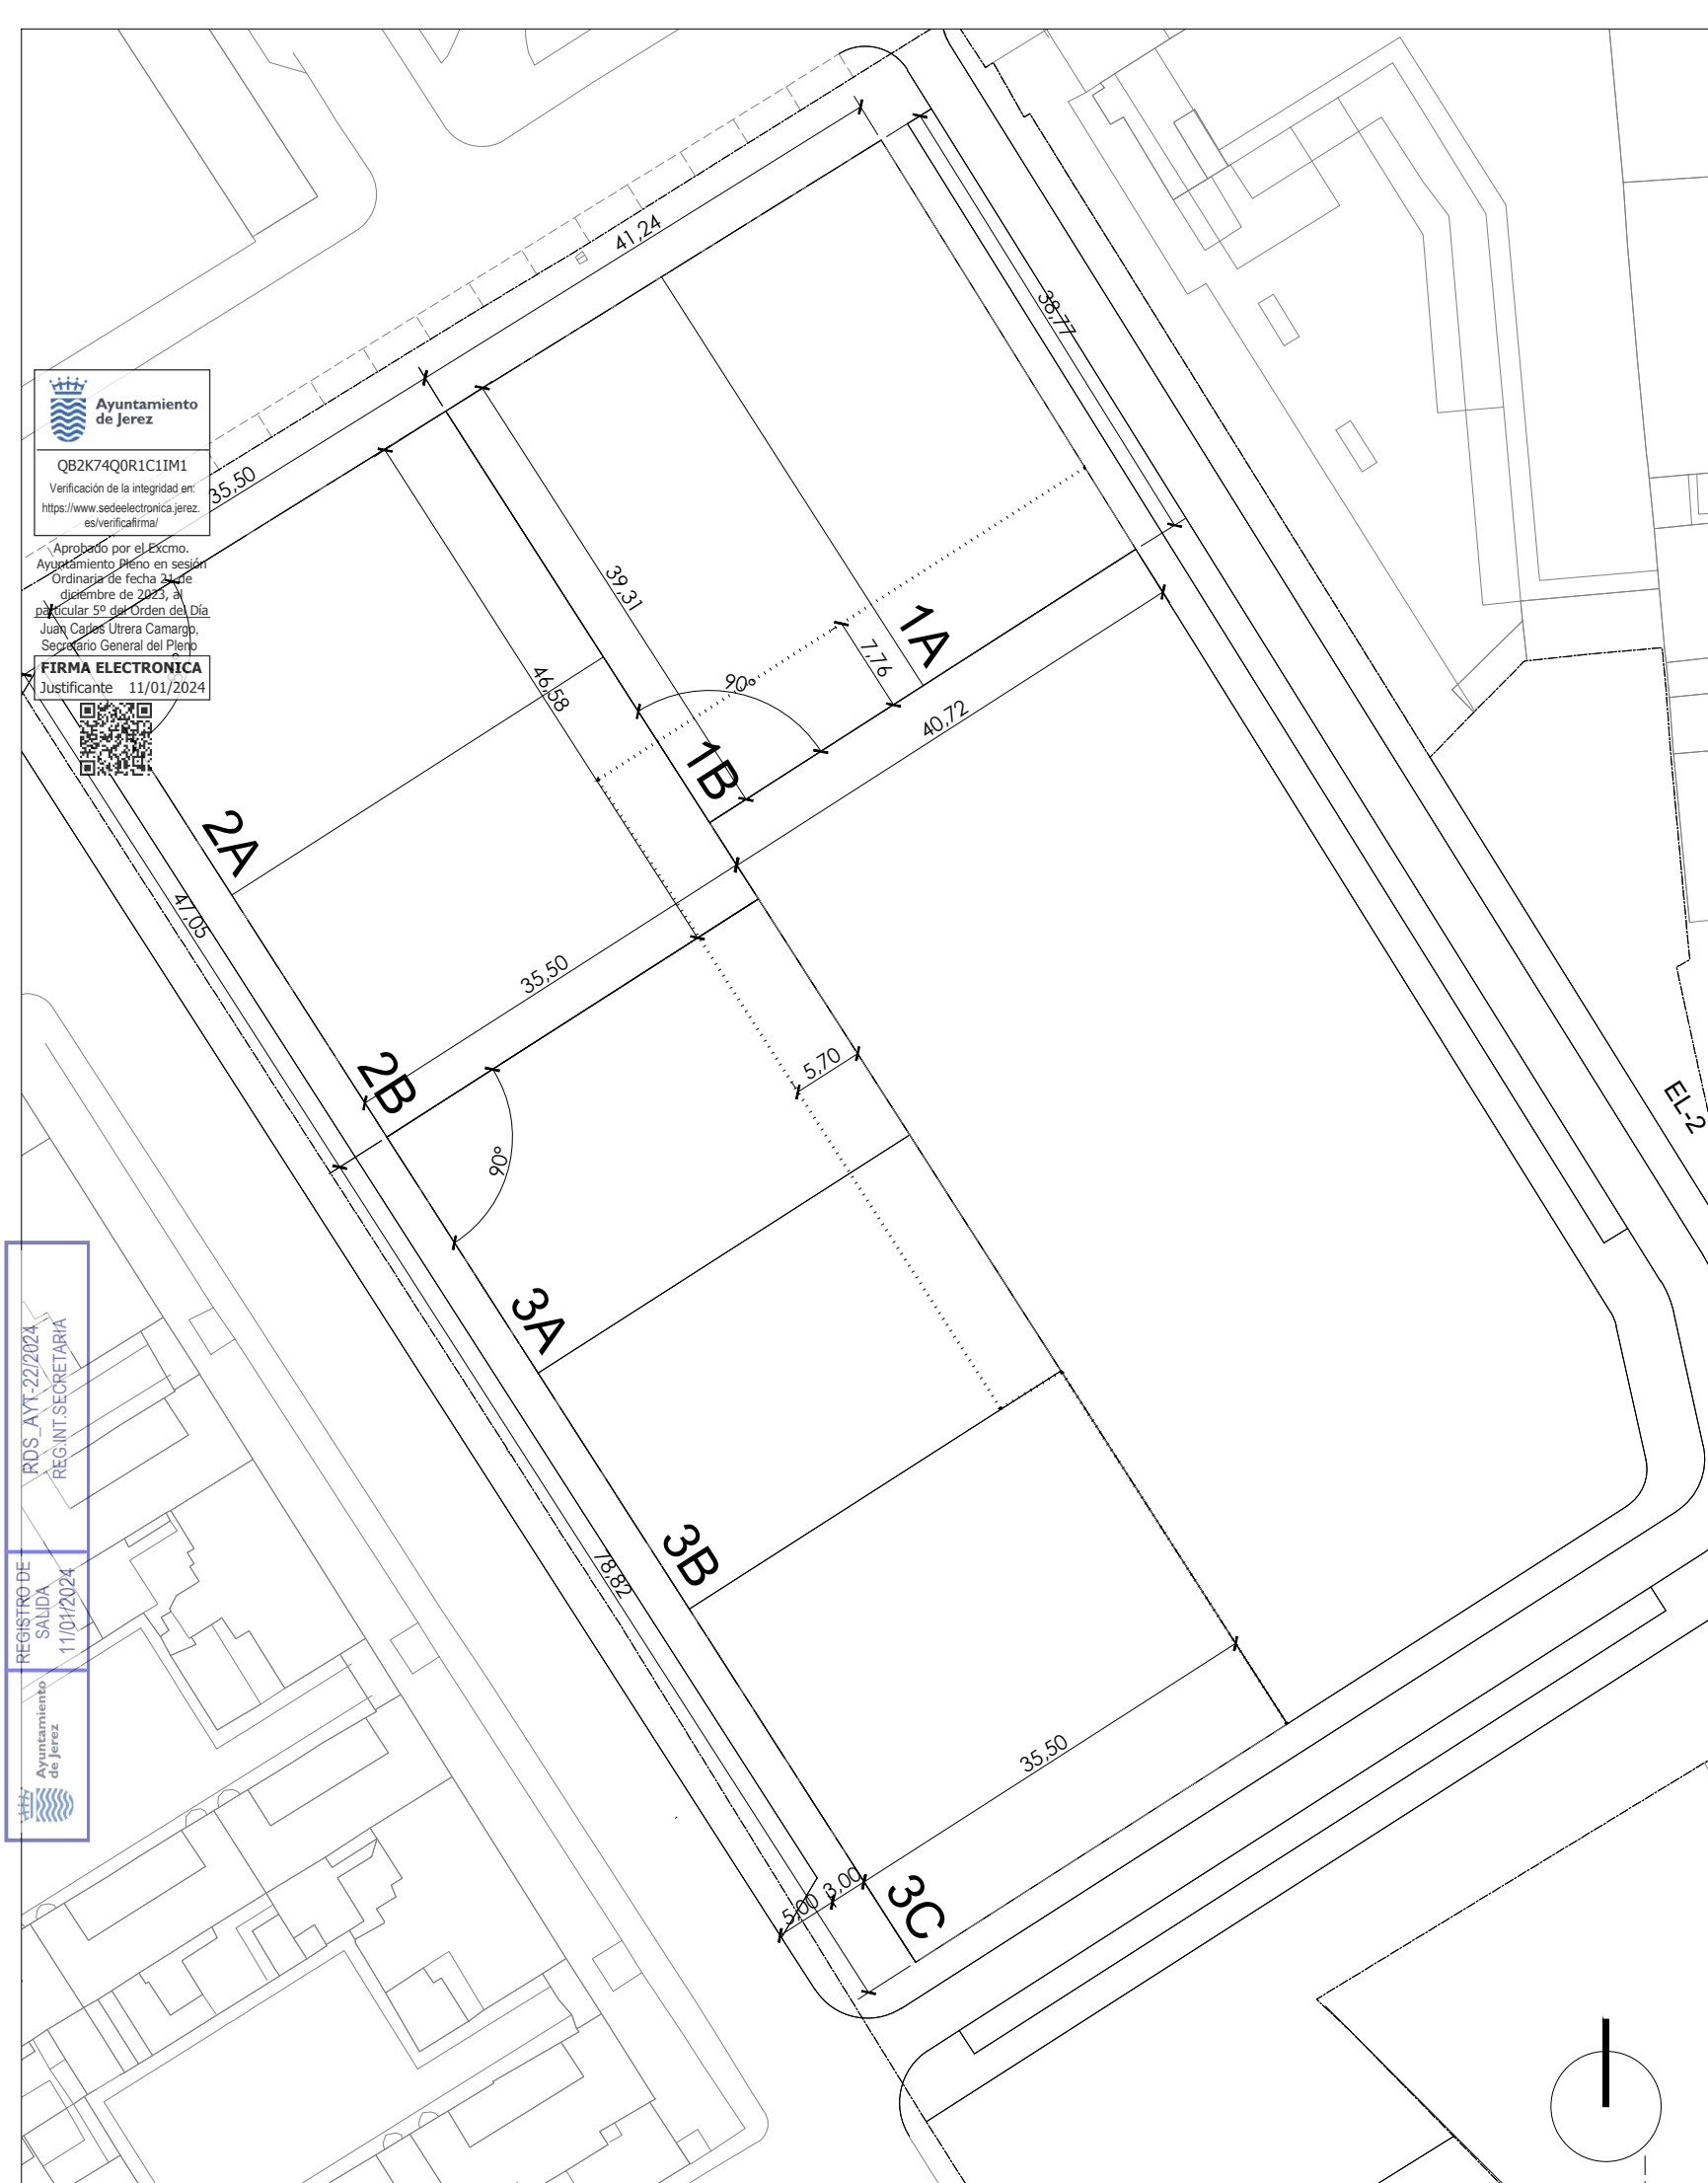 41,24
38,77
Ayuntamiento
de Jerez
QB2K74Q0R1C1IM1
Verificación de la integridad en:
https://www.sedeelectronica.jerez.
es/verificafirma/
35,50
Aprobado por el Excmo.
Ayuntamiento Pleno en sesión
Ordinaria de fecha 21 de
diciembre de 2023, al
particular 5º del Orden del Día
Juan Carlos Utrera Camargo,
Secretario General del Pleno
FIRMA ELECTRONICA
Justificante 11/01/2024
39,31
1A
7,76
90°
46,58
40,72
1B
2A
47,05
35,50
2B
5,70
EL-2
90°
3A
RDS_AYT-22/2024
REG.INT.SECRETARIA
3B
78,82
REGISTRO DE
SALIDA
11/01/2024
Ayuntamiento
de Jerez
35,50
3,00
5,00
3C